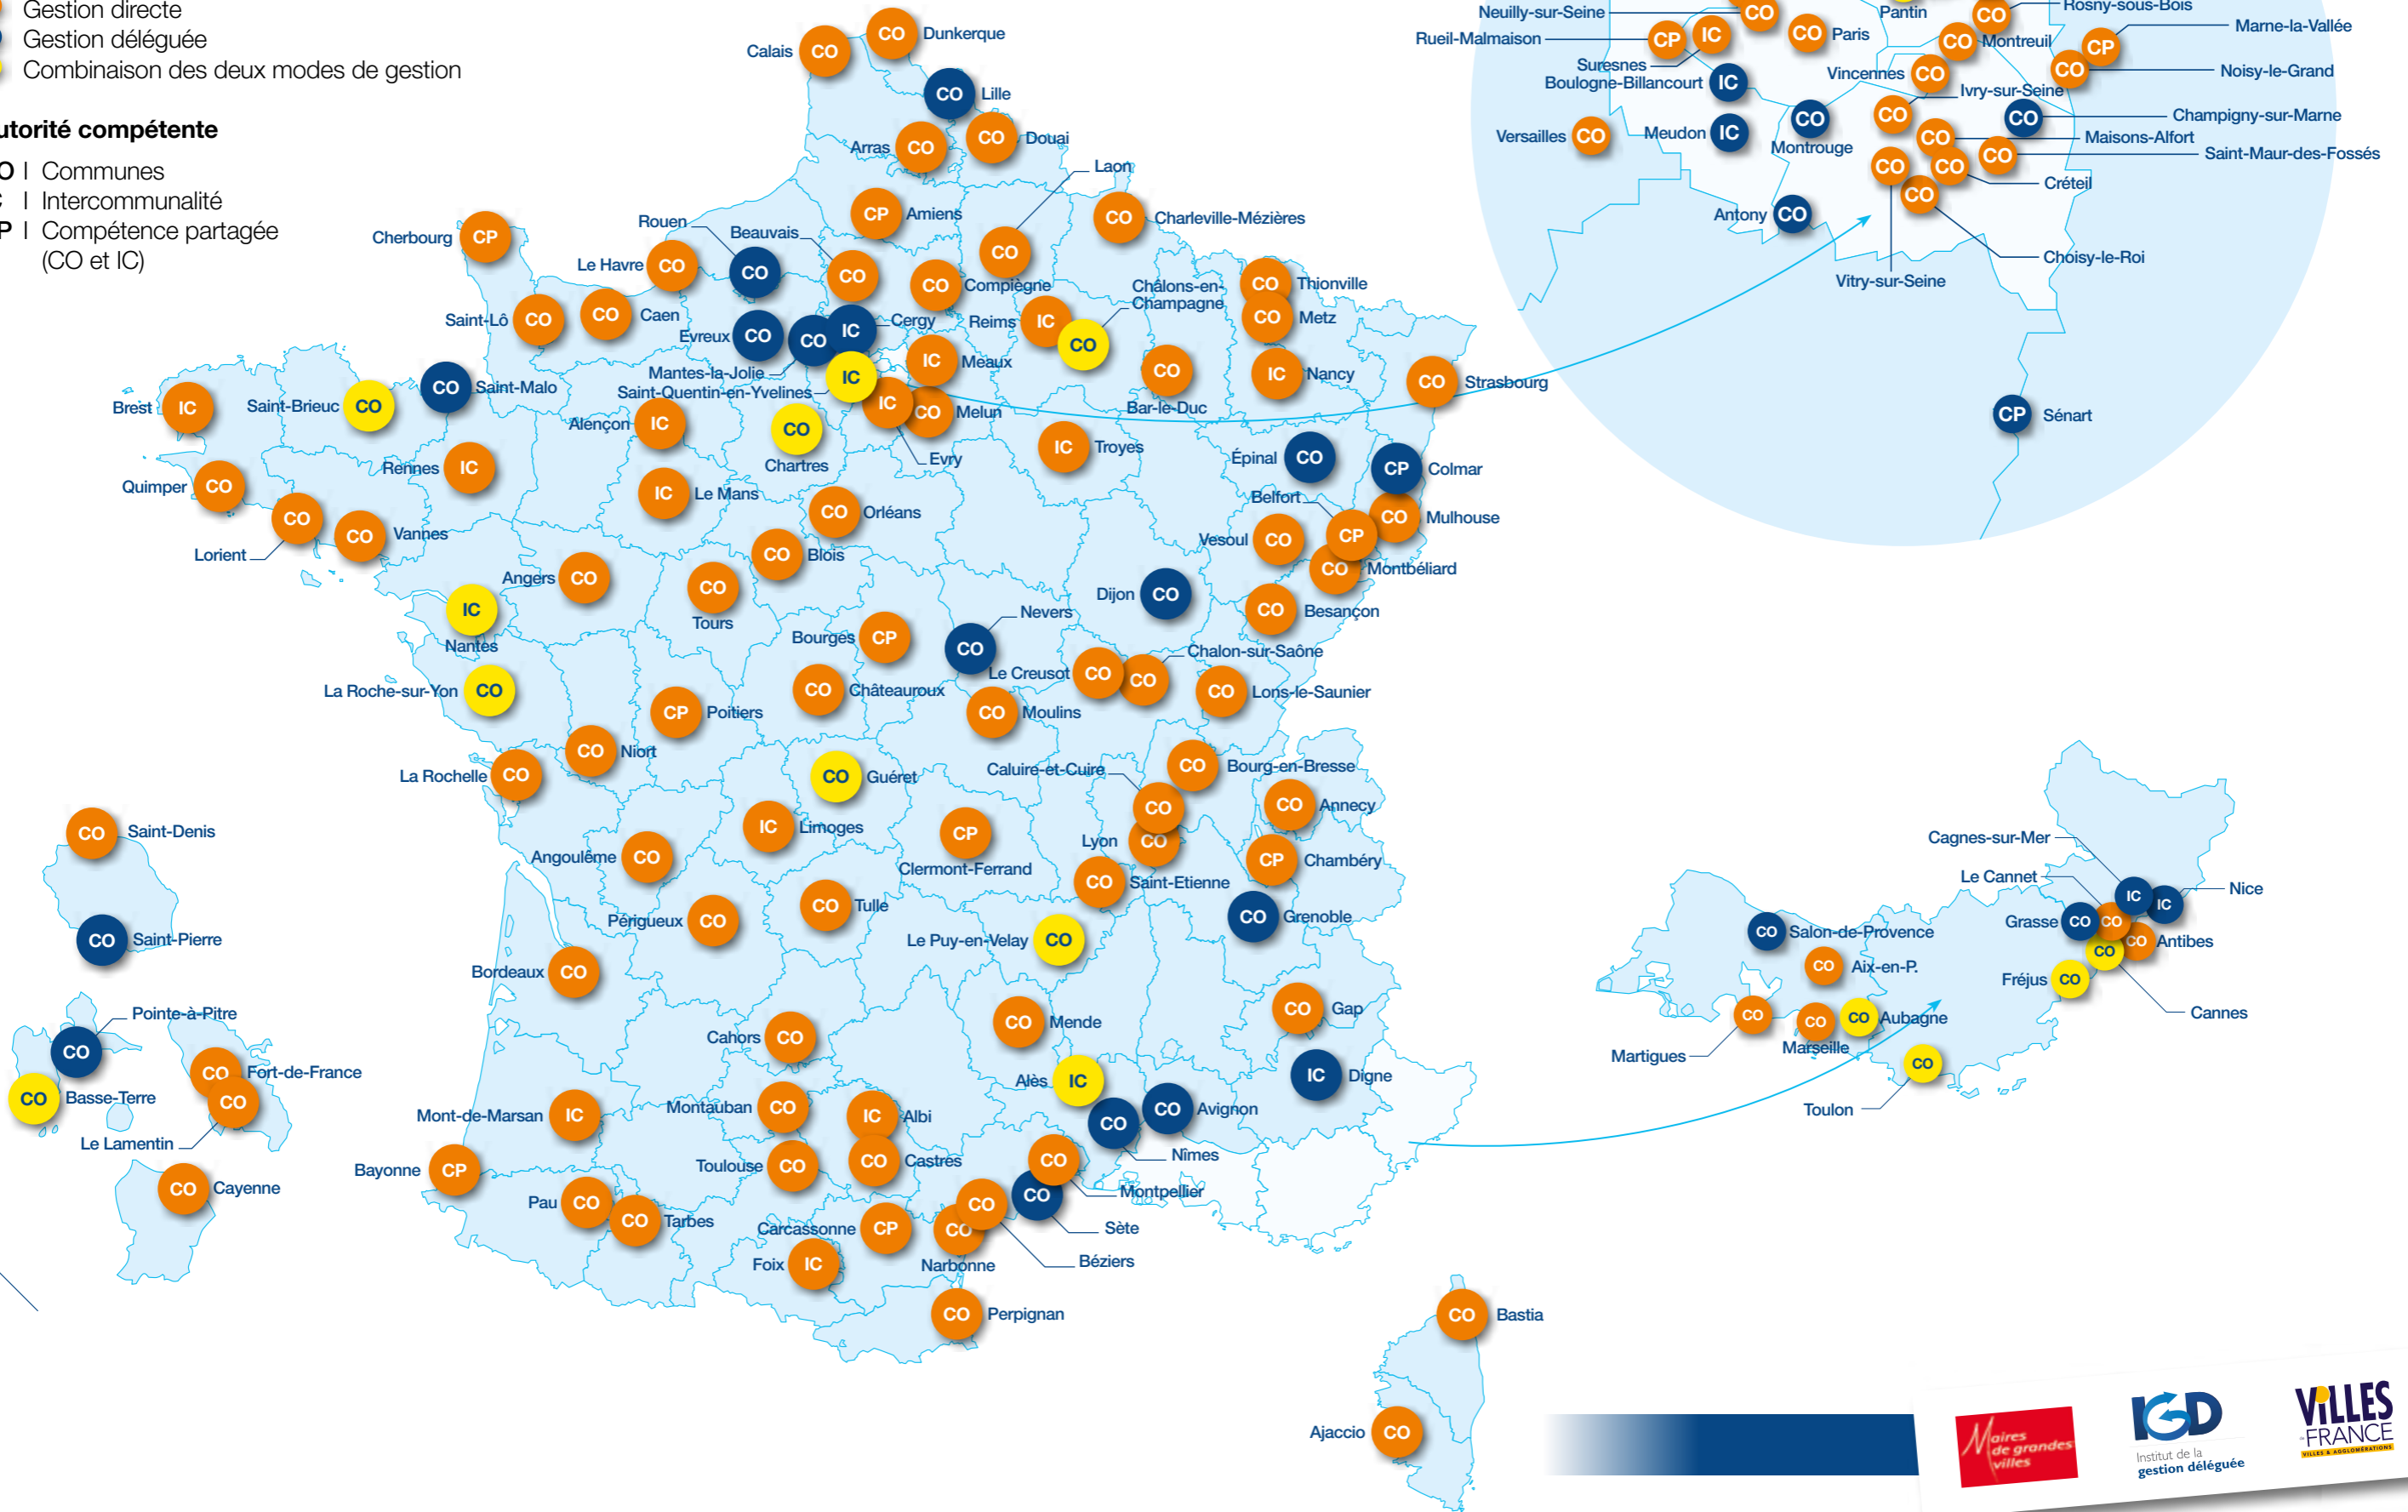 Gestion directe
Gestion déléguée
Combinaison des deux modes de gestion
utorité compétente
O | Communes
C | Intercommunalité
P | Compétence partagée
(CO et IC)
Calais CO
CO Dunkerque
CO Lille
Arras CO
CO Douai
Laon
CO
CP Amiens
CO Charleville-Mézières
Cherbourg CP
Rouen
CO
Beauvais
CO
Le Havre CO
CO Compiègne
Châlons-en-
Champagne
CO
CO Thionville
CO Metz
Saint-Lô CO
CO Caen
Evreux CO
CO
Mantes-la-Jolie
IC Cergy
Reims IC
IC Meaux
CO
Bar-le-Duc
IC Nancy
CO Strasbourg
Saint-Quentin-en-Yvelines IC
Brest IC
Saint-Brieuc CO
CO Saint-Malo
Alençon IC
CO
Chartres
IC
Evry
CO Melun
IC Troyes
Épinal CO
CP Colmar
Rennes IC
Quimper CO
IC Le Mans
CO Orléans
Belfort
CP
CO Mulhouse
CO
Lorient
CO Vannes
CO Blois
Vesoul CO
CO Montbéliard
Angers CO
CO
Tours
Dijon CO
CO Besançon
IC
Nantes
Bourges CP
Nevers
CO
Chalon-sur-Saône
CO
Le Creusot CO
La Roche-sur-Yon CO
CP Poitiers
CO Châteauroux
CO Moulins
CO Lons-le-Saunier
CO Niort
La Rochelle CO
CO Guéret
Caluire-et-Cuire
CO
CO Bourg-en-Bresse
CO Annecy
IC Limoges
CP
Clermont-Ferrand
Lyon CO
CP Chambéry
Angoulême CO
CO Saint-Etienne
Périgueux CO
CO Tulle
CO Grenoble
Le Puy-en-Velay CO
Bordeaux CO
CO Gap
Cahors CO
CO Mende
Alès IC
IC Digne
Mont-de-Marsan IC
Montauban CO
IC Albi
CO
Nîmes
CO Avignon
Bayonne CP
Toulouse CO
CO Castres
CO
Montpellier
Pau CO
CO Tarbes
Carcassonne CP
CO
Narbonne
CO
Béziers
CO
Sète
Foix IC
CO Perpignan
CO Bastia
Ajaccio CO
CO Saint-Denis
CO Saint-Pierre
Pointe-à-Pitre
CO
CO Basse-Terre
CO Fort-de-France
CO
Le Lamentin
CO Cayenne
Neuilly-sur-Seine CO
Pantin
CO Rosny-sous-Bois
Rueil-Malmaison CP
IC
Suresnes
CO Paris
CO Montreuil
CP Marne-la-Vallée
Boulogne-Billancourt IC
Vincennes CO
CO Noisy-le-Grand
Versailles CO
Meudon IC
CO
Montrouge
CO Ivry-sur-Seine
CO Champigny-sur-Marne
CO Maisons-Alfort
CO Saint-Maur-des-Fossés
CO
Vitry-sur-Seine
CO Créteil
Antony CO
CO Choisy-le-Roi
CP Sénart
Cagnes-sur-Mer
IC
Le Cannet
CO
IC Nice
Grasse CO
CO Antibes
CO Salon-de-Provence
CO Aix-en-P.
Fréjus CO
CO
Cannes
CO
Martigues
CO
Marseille
CO Aubagne
CO
Toulon
Maires
de grandes
villes
IGD
Institut de la
gestion déléguée
ViLLES
DE FRANCE
VILLES & AGGLOMÉRATIONS